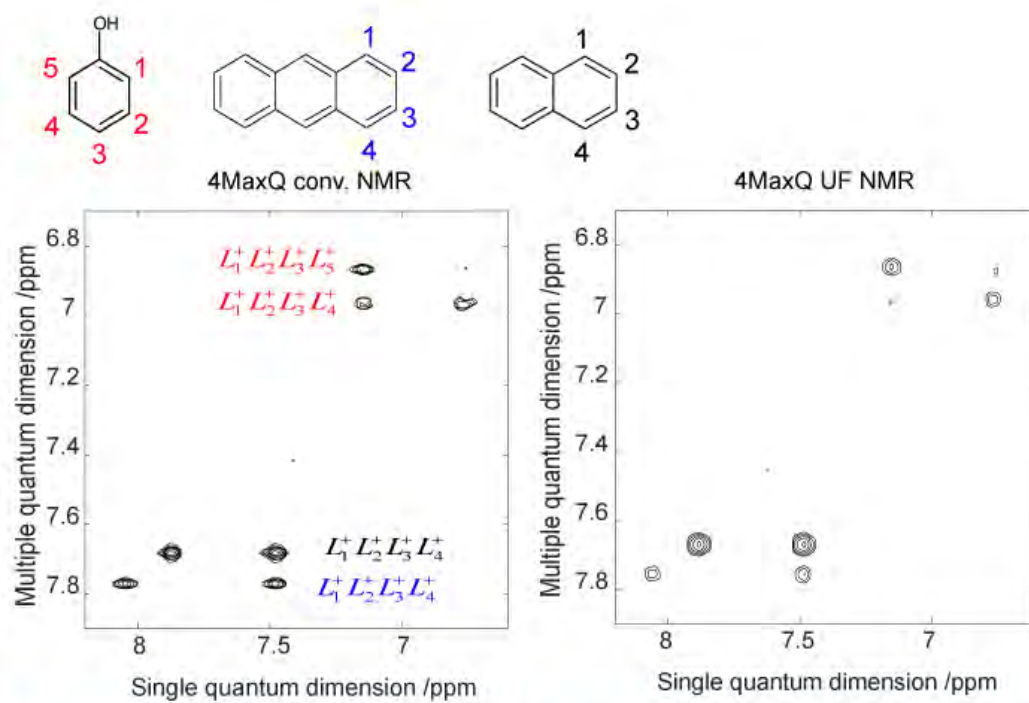 OH
5
1
4
2
3
1
2
3
4
1
2
3
4
4MaxQ conv. NMR
4MaxQ UF NMR
Multiple quantum dimension /ppm
6.8
7
7.2
7.4
7.6
7.8
L₁⁺ L₂⁺ L₃⁺ L₅⁺
L₁⁺ L₂⁺ L₃⁺ L₄⁺
L₁⁺ L₂⁺ L₃⁺ L₄⁺
L₁⁺ L₂⁺ L₃⁺ L₄⁺
8
7.5
7
Single quantum dimension /ppm
Multiple quantum dimension /ppm
6.8
7
7.2
7.4
7.6
7.8
8
7.5
7
Single quantum dimension /ppm